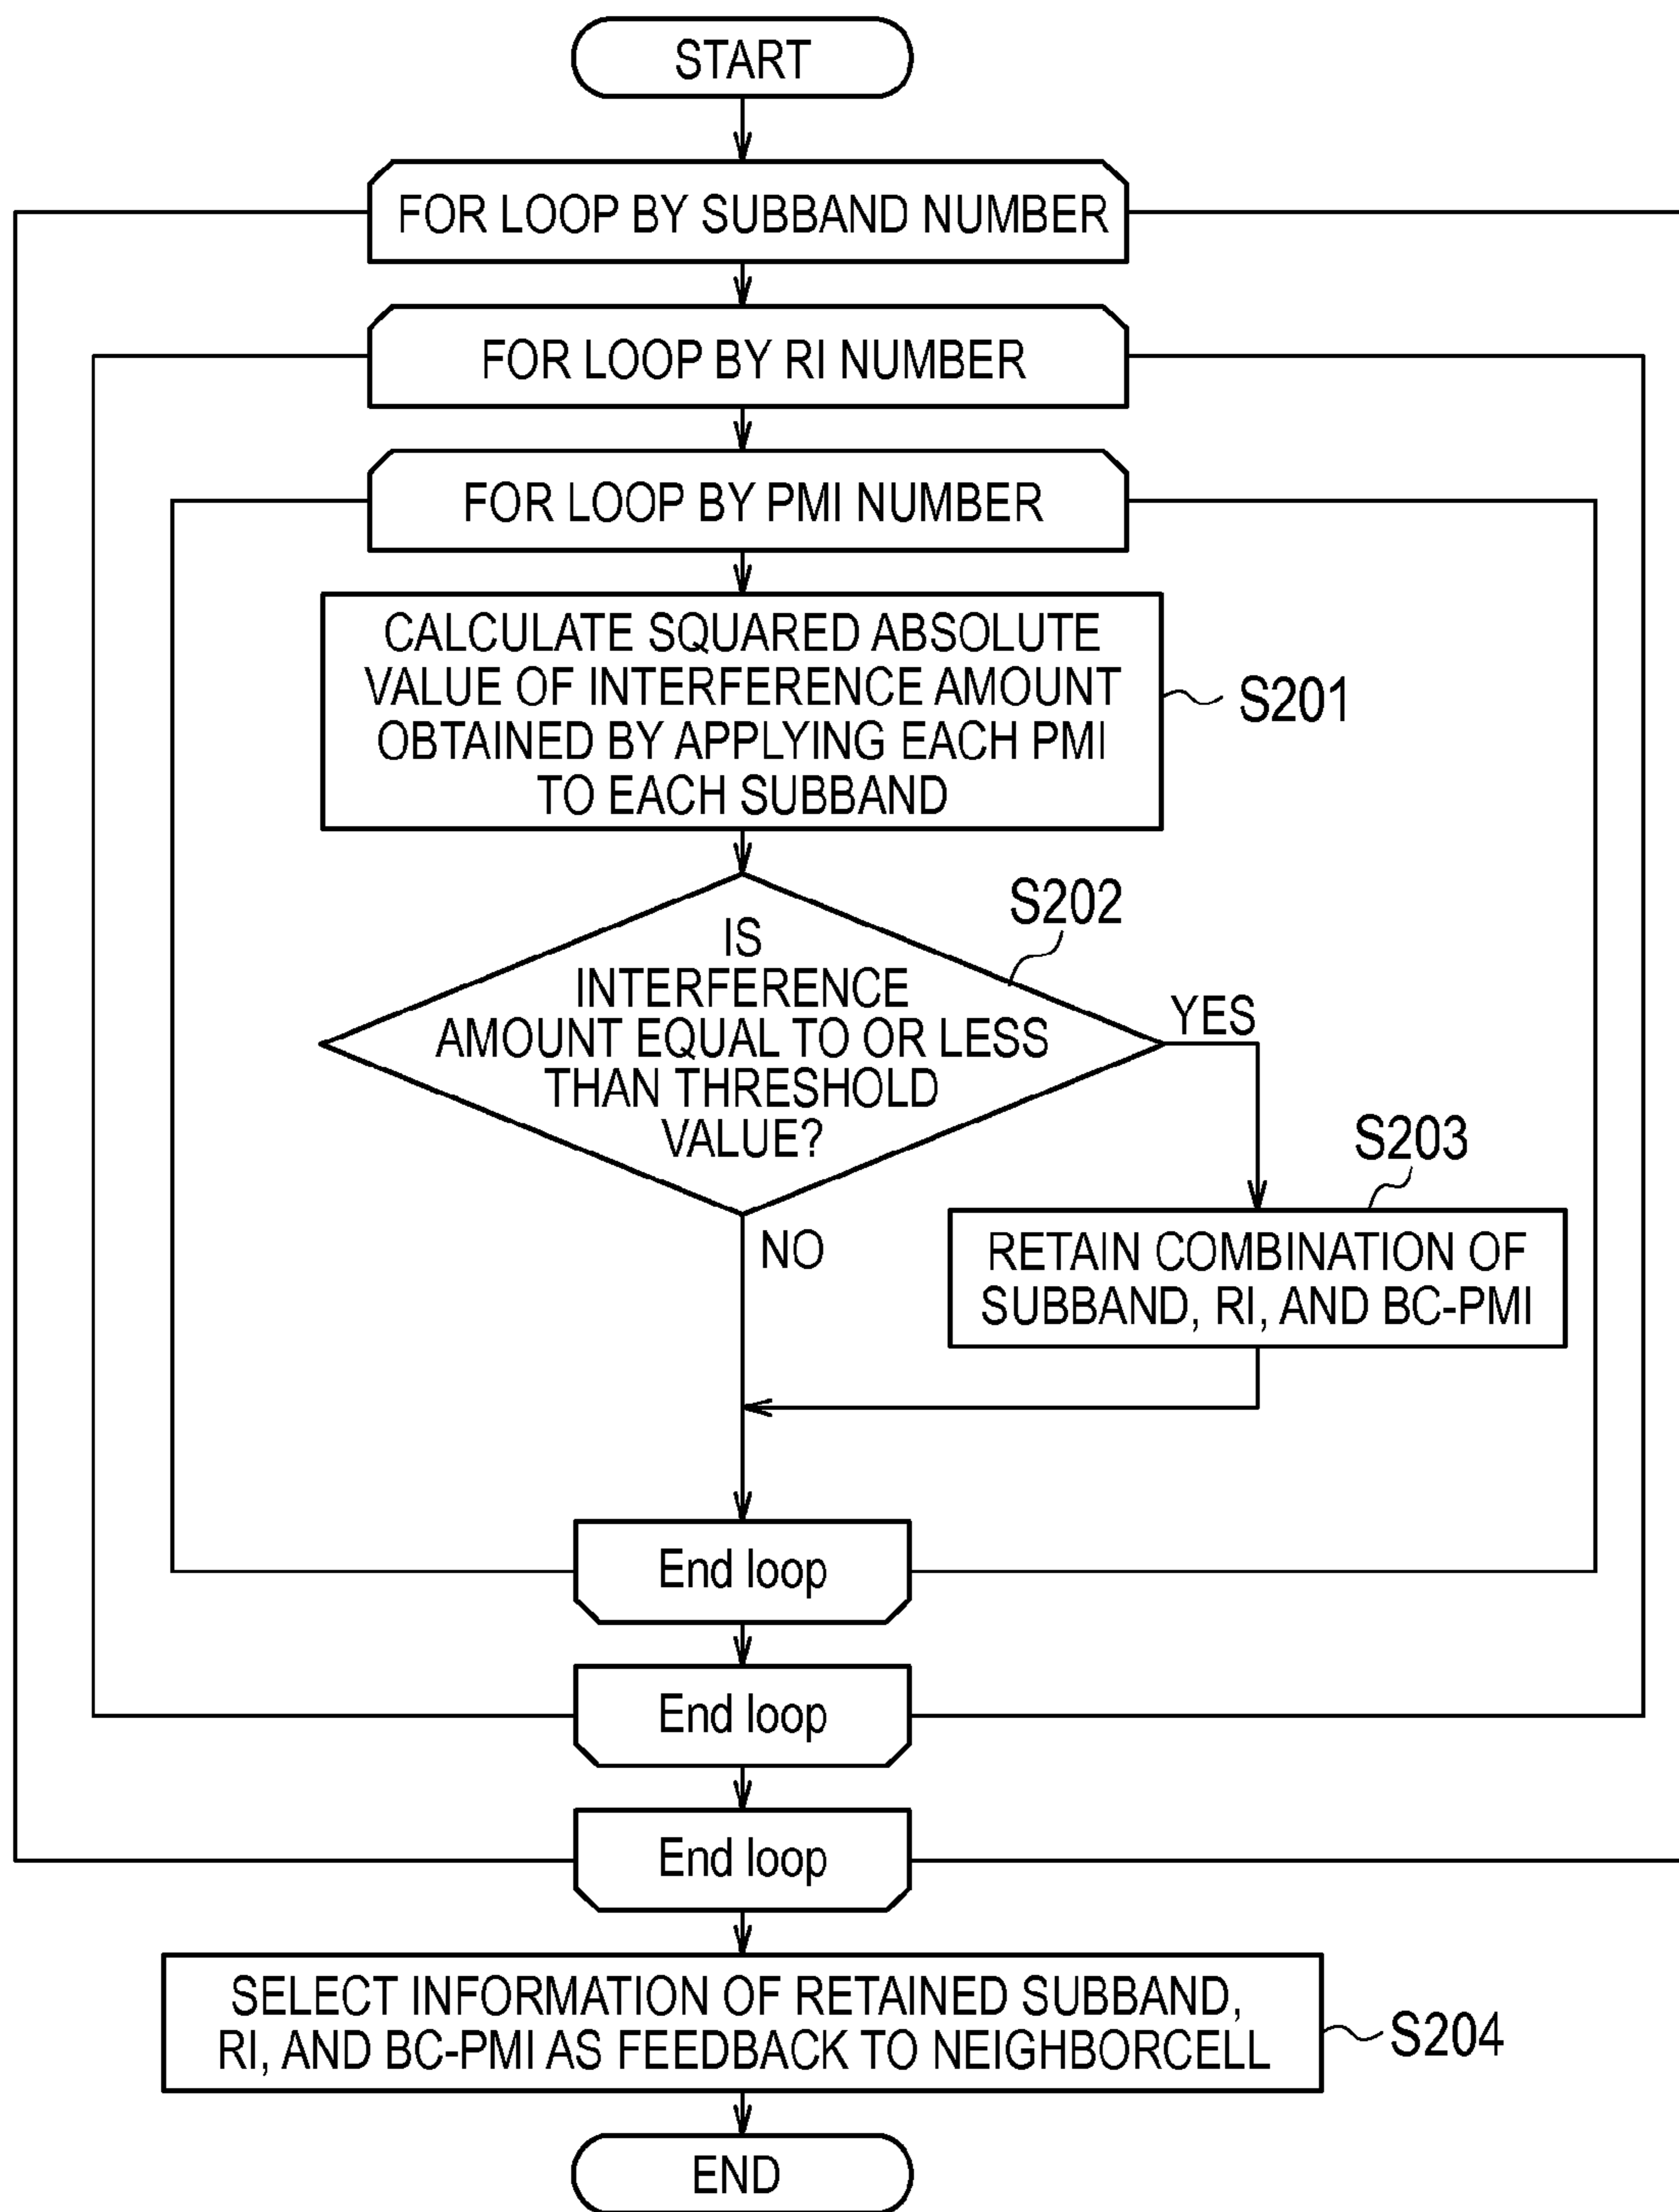 START
FOR LOOP BY SUBBAND NUMBER
FOR LOOP BY RI NUMBER
FOR LOOP BY PMI NUMBER
CALCULATE SQUARED ABSOLUTE
VALUE OF INTERFERENCE AMOUNT
OBTAINED BY APPLYING EACH PMI
TO EACH SUBBAND
S201
S202
IS
INTERFERENCE
AMOUNT EQUAL TO OR LESS
THAN THRESHOLD
VALUE?
YES
NO
S203
RETAIN COMBINATION OF
SUBBAND, RI, AND BC-PMI
End loop
End loop
End loop
SELECT INFORMATION OF RETAINED SUBBAND,
RI, AND BC-PMI AS FEEDBACK TO NEIGHBORCELL
S204
END